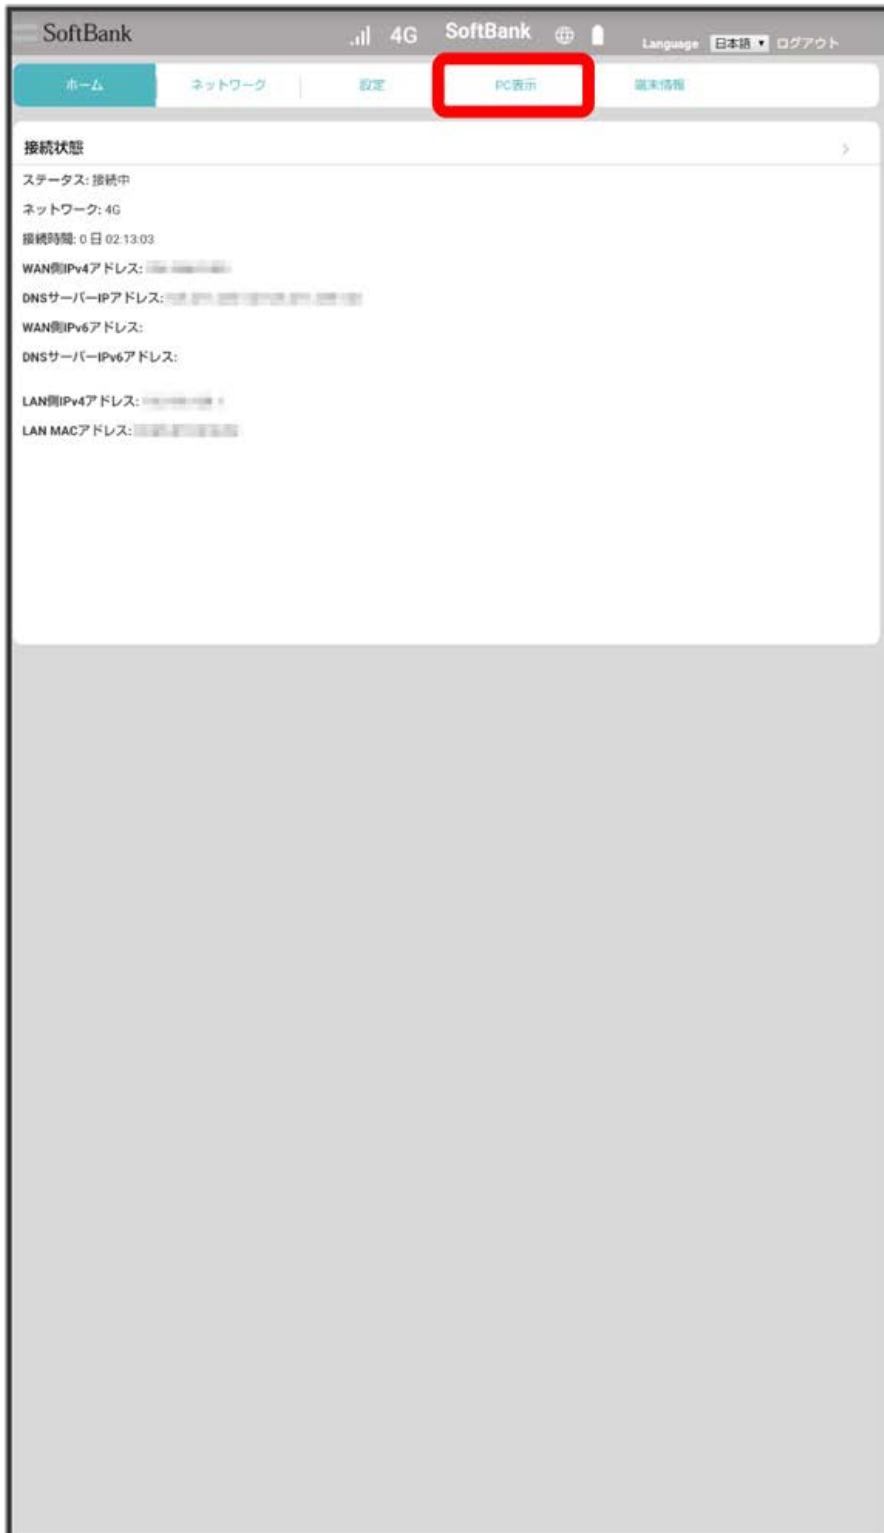 SoftBank 4G SoftBank Language 日本語 ログアウト
ホーム ネットワーク 設定 PC表示 端末情報
接続状態
ステータス: 接続中
ネットワーク: 4G
接続時間: 0 日 02:13:03
WAN側IPv4アドレス:
DNSサーバーIPアドレス:
WAN側IPv6アドレス:
DNSサーバーIPv6アドレス:
LAN側IPv4アドレス:
LAN MACアドレス: